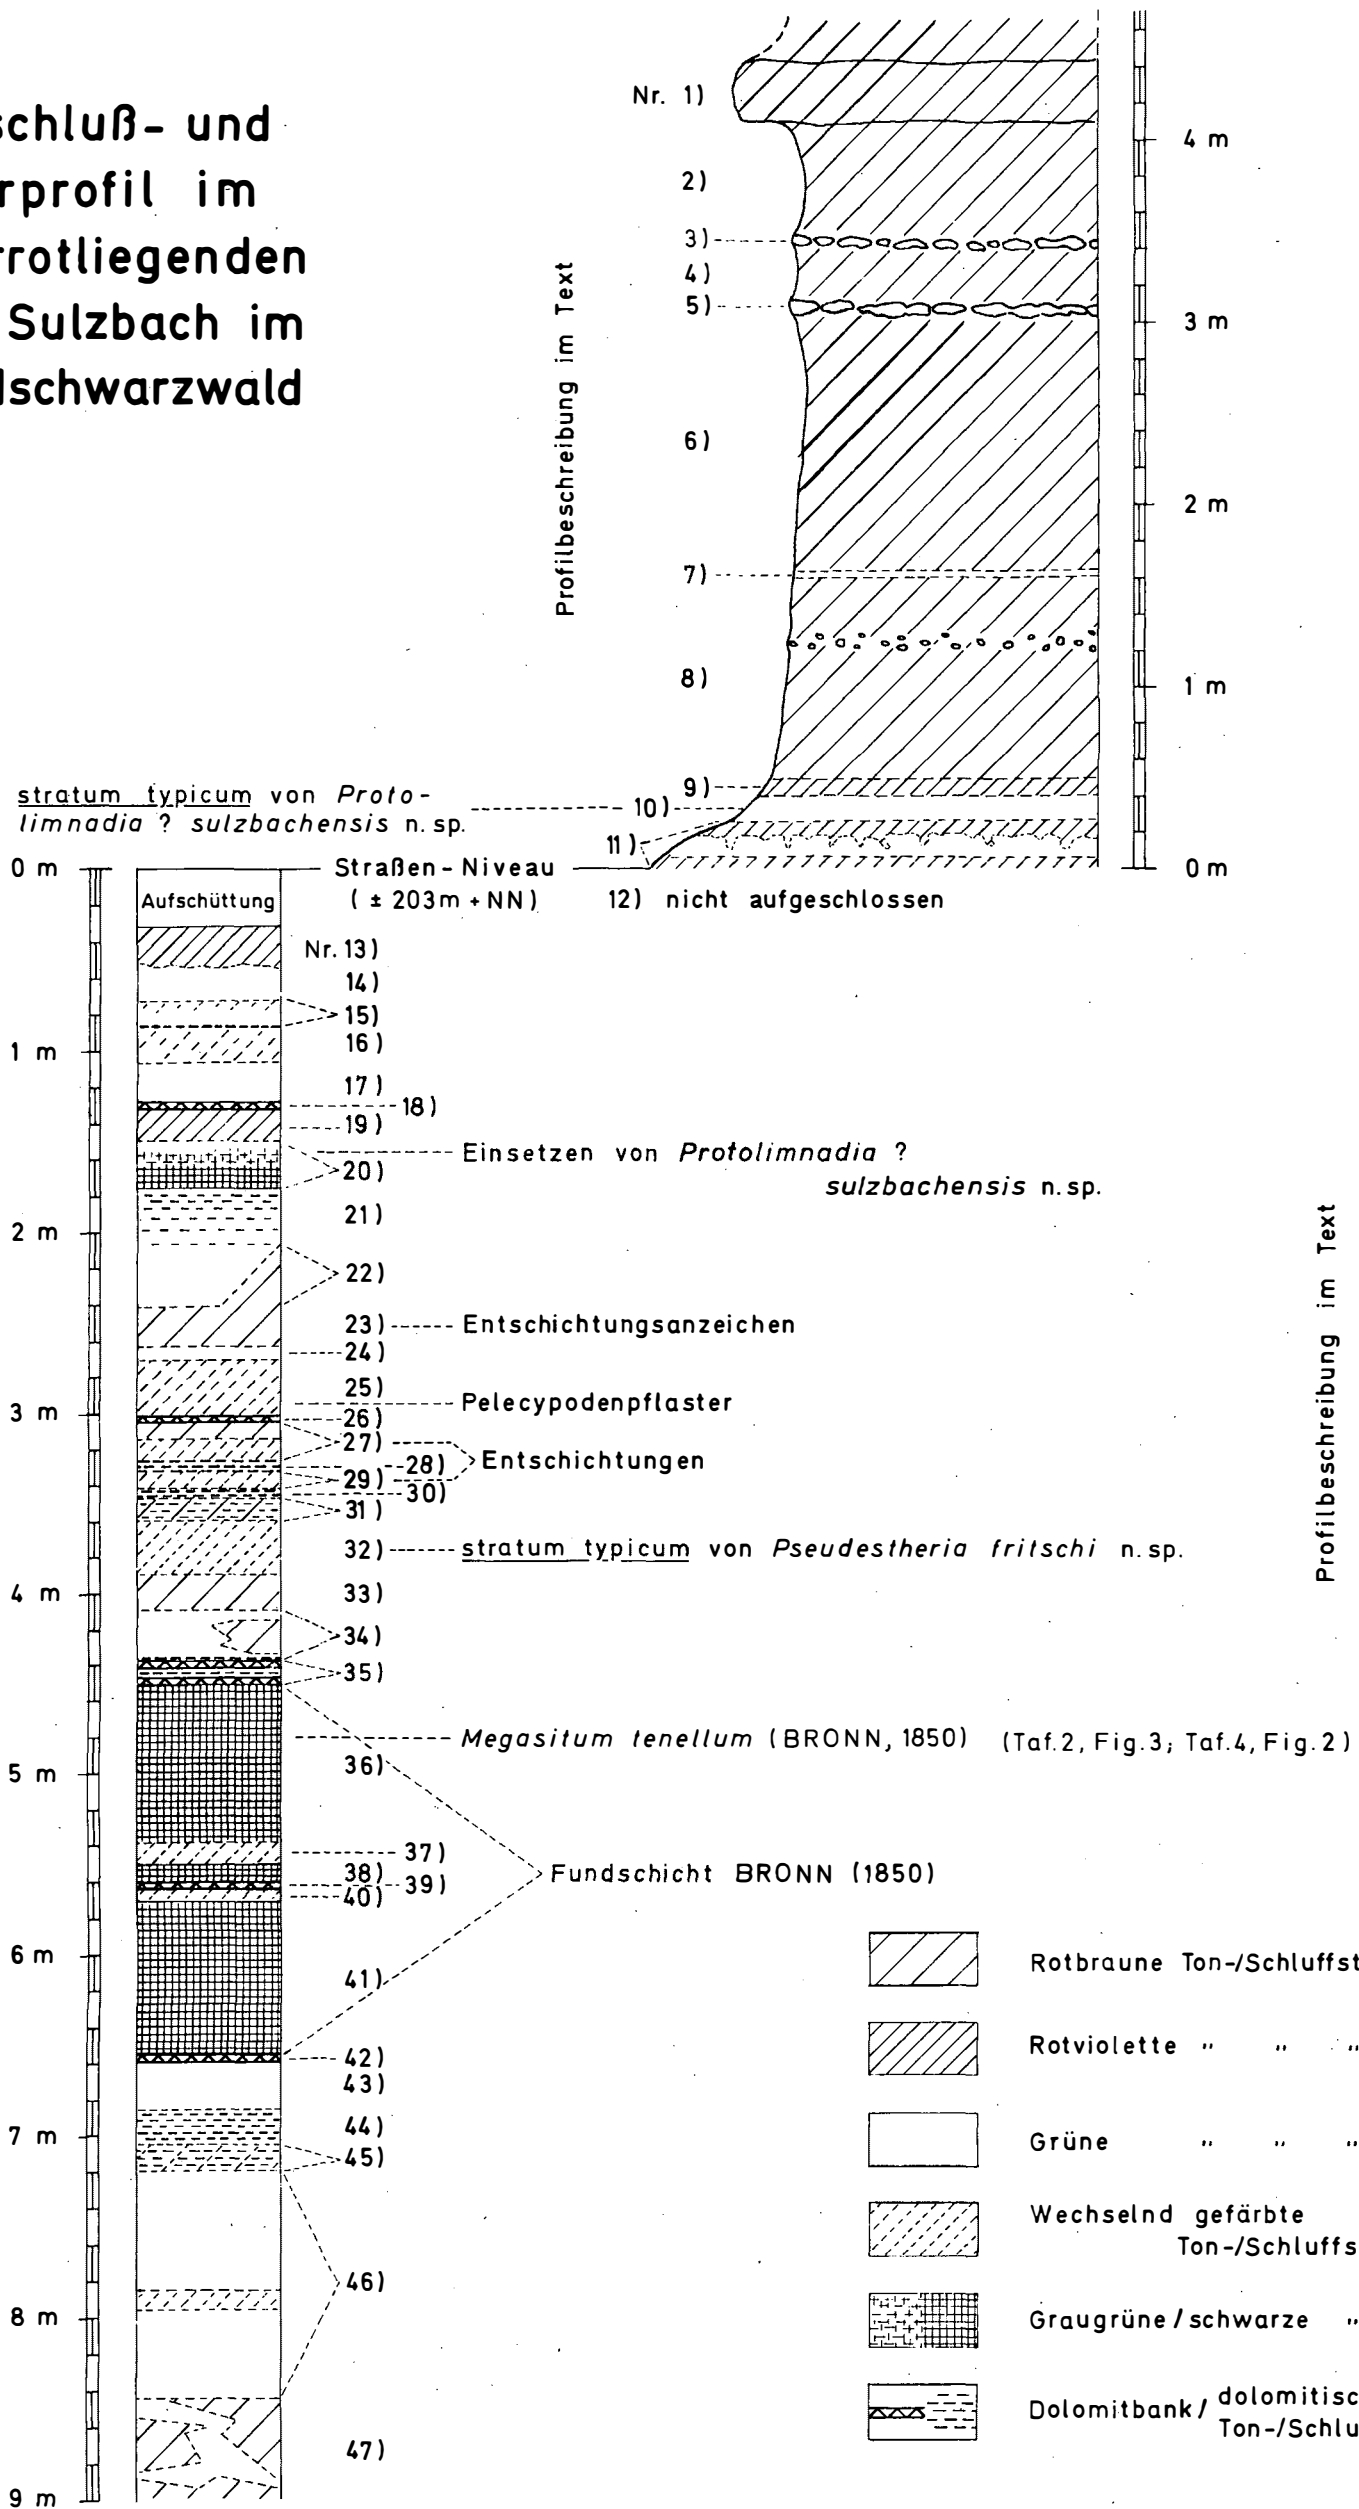 schluß- und
rprofil im
rrotliegenden
Sulzbach im
dschwarzwald
Profilbeschreibung im Text
Nr. 1)
2)
3)
4)
5)
6)
7)
8)
9)
10)
11)
12) nicht aufgeschlossen
4 m
3 m
2 m
1 m
0 m
stratum typicum von Proto-
limnadia ? sulzbachensis n. sp.
Straßen-Niveau
( ± 203m + NN)
0 m
1 m
2 m
3 m
4 m
5 m
6 m
7 m
8 m
9 m
Aufschüttung
Nr. 13)
14)
15)
16)
17)
18)
19)
20)
Einsetzen von Protolimnadia ?
sulzbachensis n. sp.
21)
22)
23) Entschichtungsanzeichen
24)
25)
Pelecypodenpflaster
26)
27)
28) Entschichtungen
29)
30)
31)
32) stratum typicum von Pseudestheria fritschi n. sp.
33)
34)
35)
Megasitum tenellum (BRONN, 1850) (Taf.2, Fig.3; Taf.4, Fig.2)
36)
37)
38)
39)
40)
Fundschicht BRONN (1850)
41)
42)
43)
44)
45)
46)
47)
Profilbeschreibung im Text
Rotbraune Ton-/Schluffst
Rotviolette " " "
Grüne " " "
Wechselnd gefärbte
Ton-/Schluffs
Graugrüne / schwarze "
Dolomitbank / dolomitisc
Ton-/Schlu